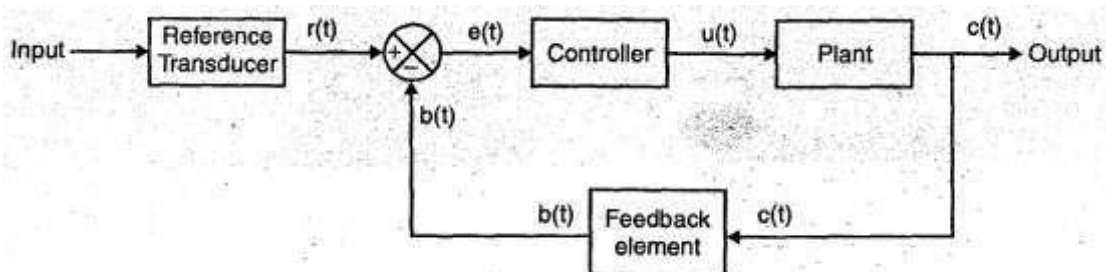 Input
Reference
Transducer
r(t)
+
−
e(t)
Controller
u(t)
Plant
c(t)
Output
b(t)
b(t)
Feedback
element
c(t)